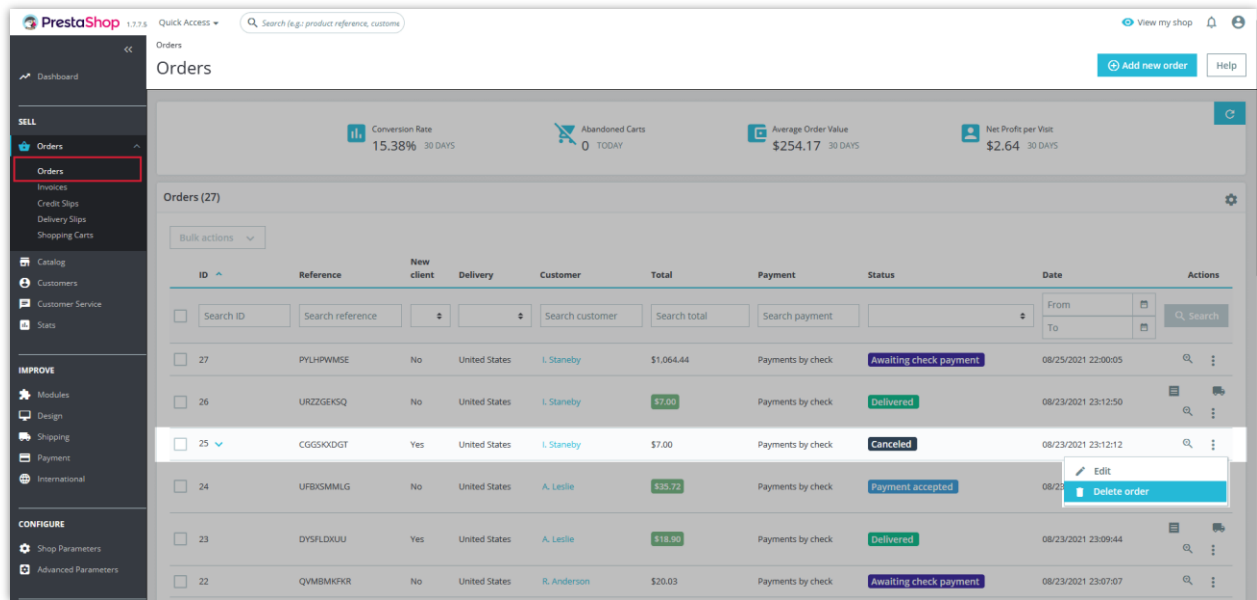 PrestaShop 1.7.7.5 Quick Access Search (e.g.: product reference, custome View my shop
Orders
Orders
Add new order Help
Dashboard
SELL
Orders
Orders
Invoices
Credit Slips
Delivery Slips
Shopping Carts
Catalog
Customers
Customer Service
Stats
IMPROVE
Modules
Design
Shipping
Payment
International
CONFIGURE
Shop Parameters
Advanced Parameters
Conversion Rate
15.38% 30 DAYS
Abandoned Carts
0 TODAY
Average Order Value
$254.17 30 DAYS
Net Profit per Visit
$2.64 30 DAYS
Orders (27)
Bulk actions
ID Reference New client Delivery Customer Total Payment Status Date Actions
Search ID Search reference Search customer Search total Search payment From To Search
27 PYLHPWMSE No United States I. Staneby $1,064.44 Payments by check Awaiting check payment 08/25/2021 22:00:05
26 URZZGEKSQ No United States I. Staneby $7.00 Payments by check Delivered 08/23/2021 23:12:50
25 CGGSKXDGT Yes United States I. Staneby $7.00 Payments by check Canceled 08/23/2021 23:12:12
Edit
Delete order
24 UFBXSMMLG No United States A. Leslie $35.72 Payments by check Payment accepted 08/23
23 DYSFLDXUU Yes United States A. Leslie $18.90 Payments by check Delivered 08/23/2021 23:09:44
22 QVMBMKFKR No United States R. Anderson $20.03 Payments by check Awaiting check payment 08/23/2021 23:07:07